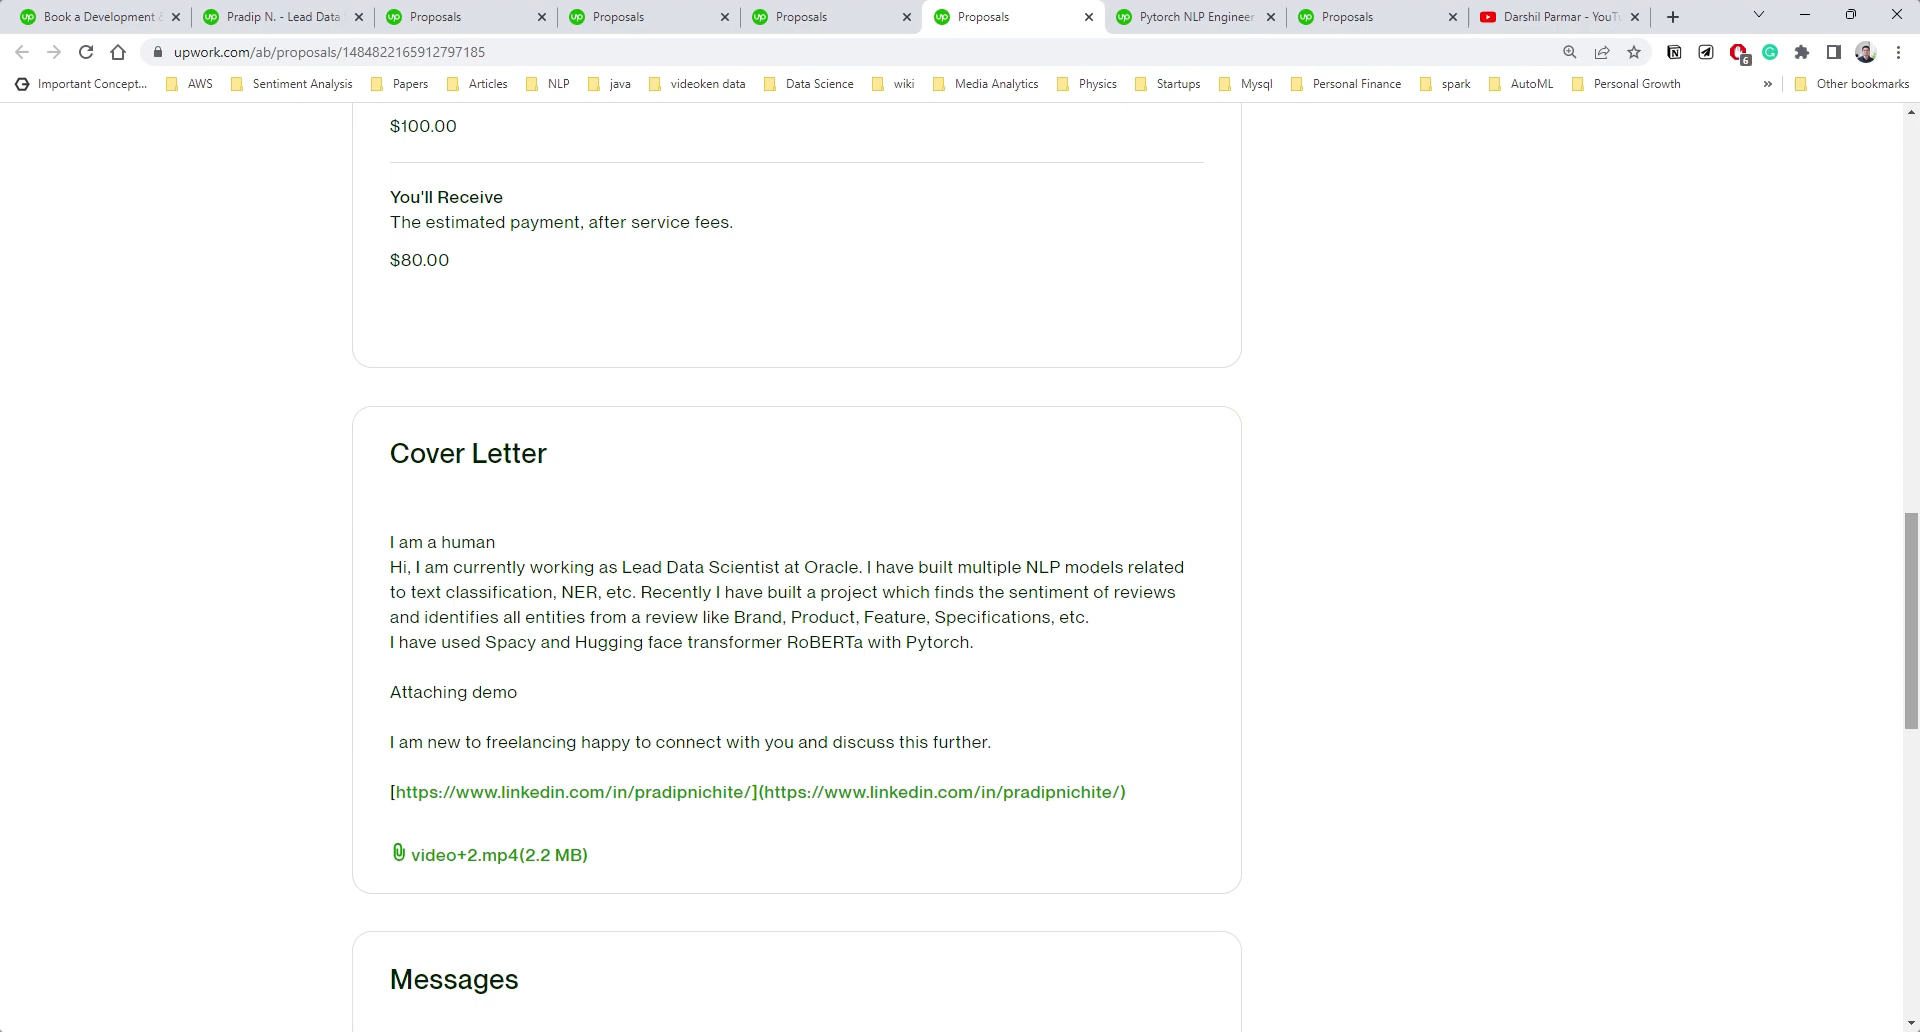 Book a Development &
Pradip N. - Lead Data
Proposals
Proposals
Proposals
Proposals
Pytorch NLP Engineer
Proposals
Darshil Parmar - YouTu
upwork.com/ab/proposals/1484822165912797185
6
Important Concept...
AWS
Sentiment Analysis
Papers
Articles
NLP
java
videoken data
Data Science
wiki
Media Analytics
Physics
Startups
Mysql
Personal Finance
spark
AutoML
Personal Growth
»
Other bookmarks
$100.00
You'll Receive
The estimated payment, after service fees.
$80.00
Cover Letter
I am a human
Hi, I am currently working as Lead Data Scientist at Oracle. I have built multiple NLP models related
to text classification, NER, etc. Recently I have built a project which finds the sentiment of reviews
and identifies all entities from a review like Brand, Product, Feature, Specifications, etc.
I have used Spacy and Hugging face transformer RoBERTa with Pytorch.
Attaching demo
I am new to freelancing happy to connect with you and discuss this further.
[https://www.linkedin.com/in/pradipnichite/](https://www.linkedin.com/in/pradipnichite/)
video+2.mp4(2.2 MB)
Messages